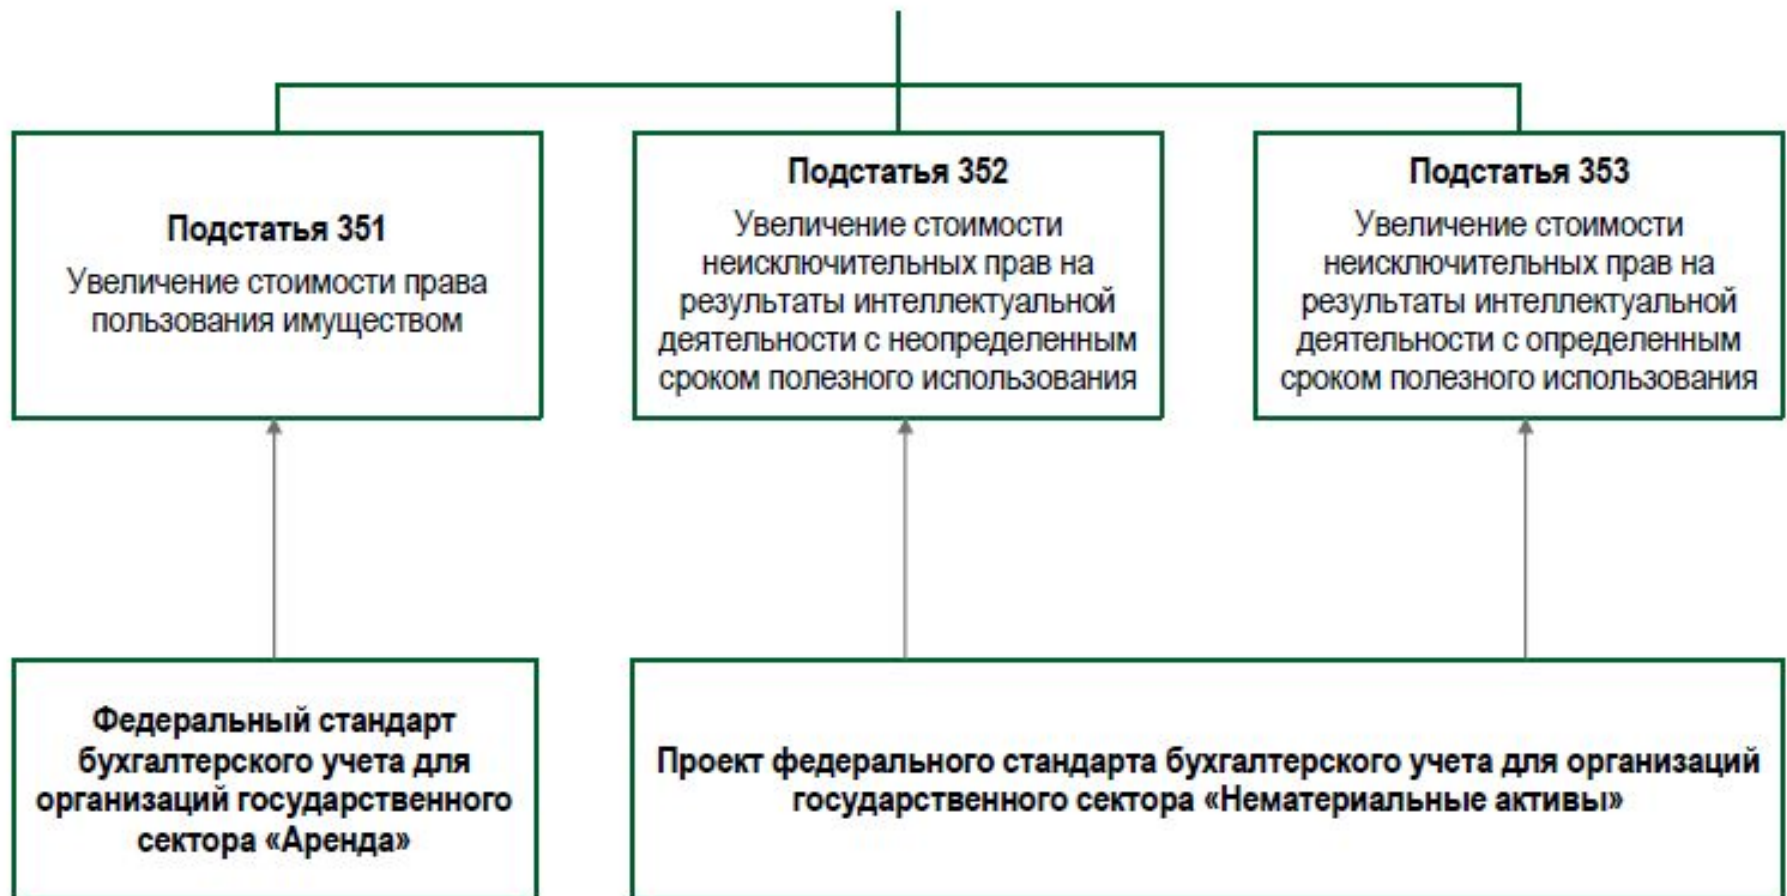 Подстатья 351
Увеличение стоимости права
пользования имуществом
Подстатья 352
Увеличение стоимости
неисключительных прав на
результаты интеллектуальной
деятельности с неопределенным
сроком полезного использования
Подстатья 353
Увеличение стоимости
неисключительных прав на
результаты интеллектуальной
деятельности с определенным
сроком полезного использования
Федеральный стандарт
бухгалтерского учета для
организаций государственного
сектора «Аренда»
Проект федерального стандарта бухгалтерского учета для организаций
государственного сектора «Нематериальные активы»